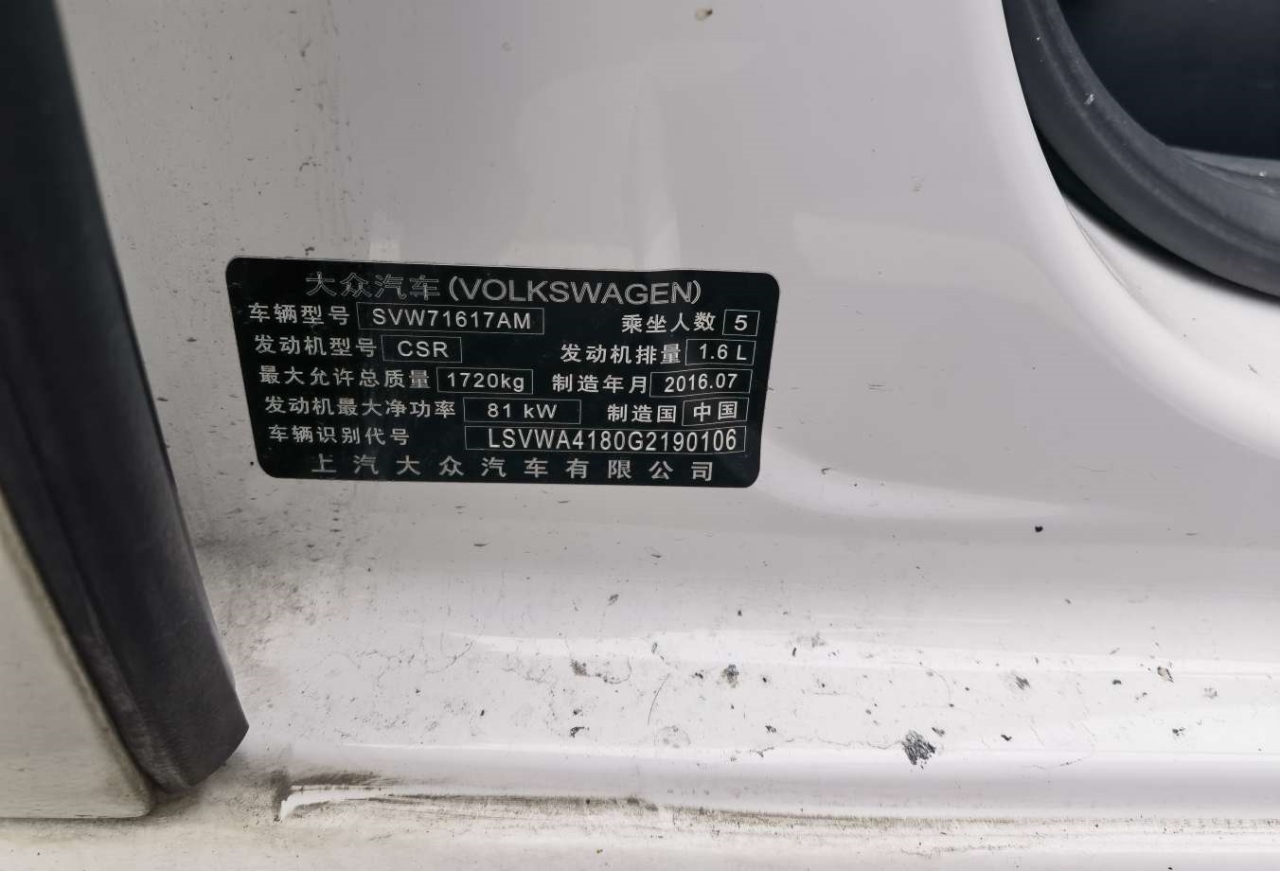 大众汽车(VOLKSWAGEN)
车辆型号 SVW71617AM 乘坐人数 5
发动机型号 CSR 发动机排量 1.6 L
最大允许总质量 1720kg 制造年月 2016.07
发动机最大净功率 81 kW 制造国 中国
车辆识别代号 LSVWA4180G2190106
上汽大众汽车有限公司